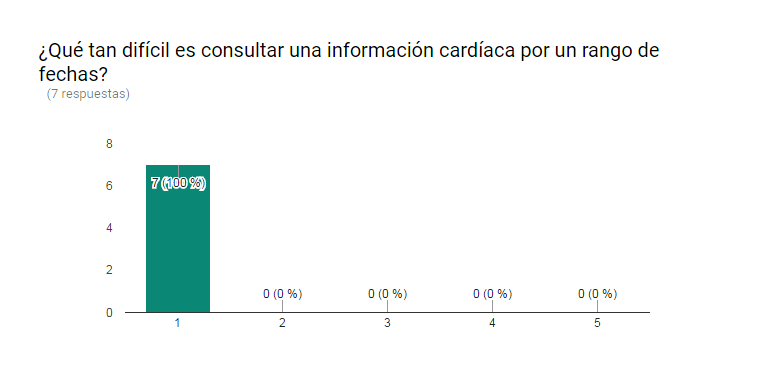 ¿Qué tan difícil es consultar una información cardíaca por un rango de
fechas?
(7 respuestas)
8
6
4
2
0
7 (100 %)
0 (0 %)
0 (0 %)
0 (0 %)
0 (0 %)
1
2
3
4
5